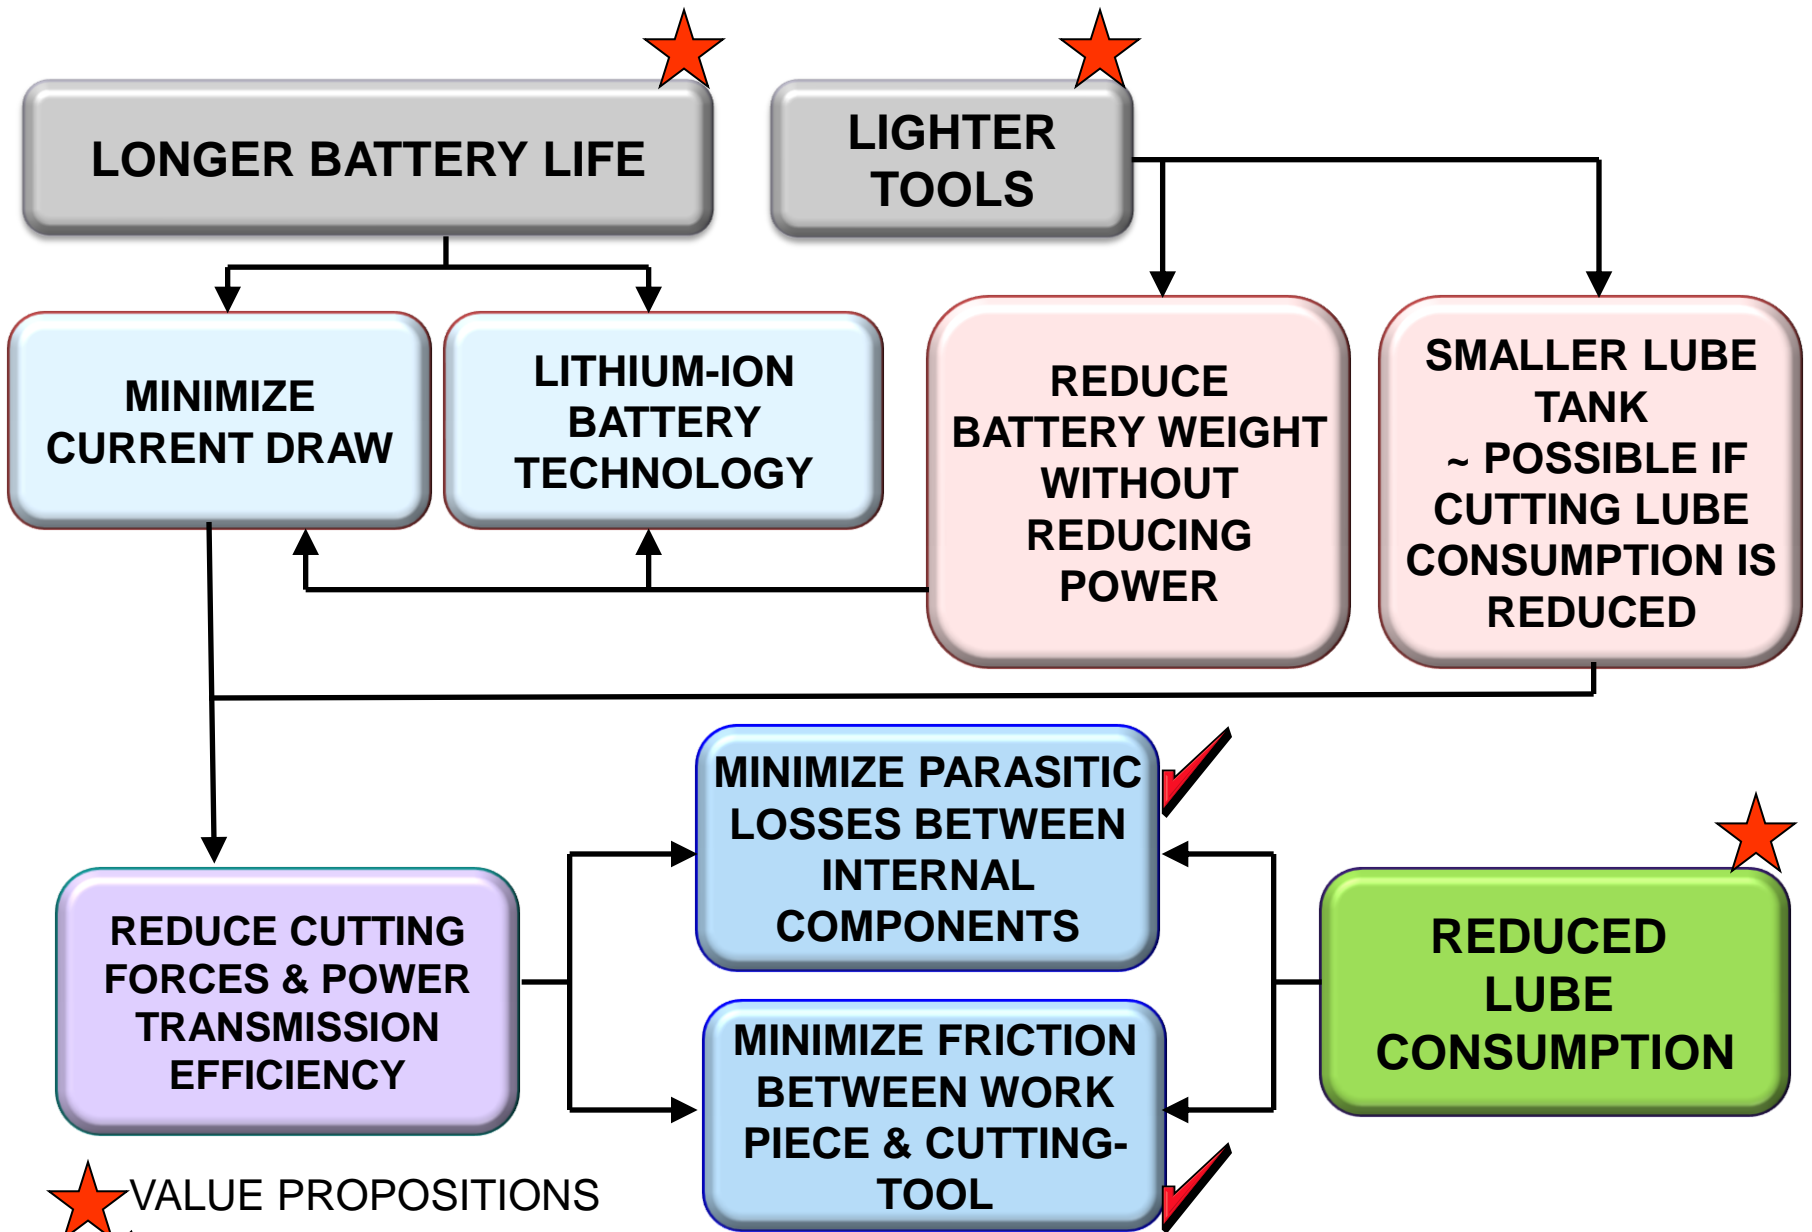 LONGER BATTERY LIFE
LIGHTER
TOOLS
MINIMIZE
CURRENT DRAW
LITHIUM-ION
BATTERY
TECHNOLOGY
REDUCE
BATTERY WEIGHT
WITHOUT
REDUCING
POWER
SMALLER LUBE
TANK
~ POSSIBLE IF
CUTTING LUBE
CONSUMPTION IS
REDUCED
MINIMIZE PARASITIC
LOSSES BETWEEN
INTERNAL
COMPONENTS
REDUCE CUTTING
FORCES & POWER
TRANSMISSION
EFFICIENCY
MINIMIZE FRICTION
BETWEEN WORK
PIECE & CUTTING-
TOOL
REDUCED
LUBE
CONSUMPTION
VALUE PROPOSITIONS